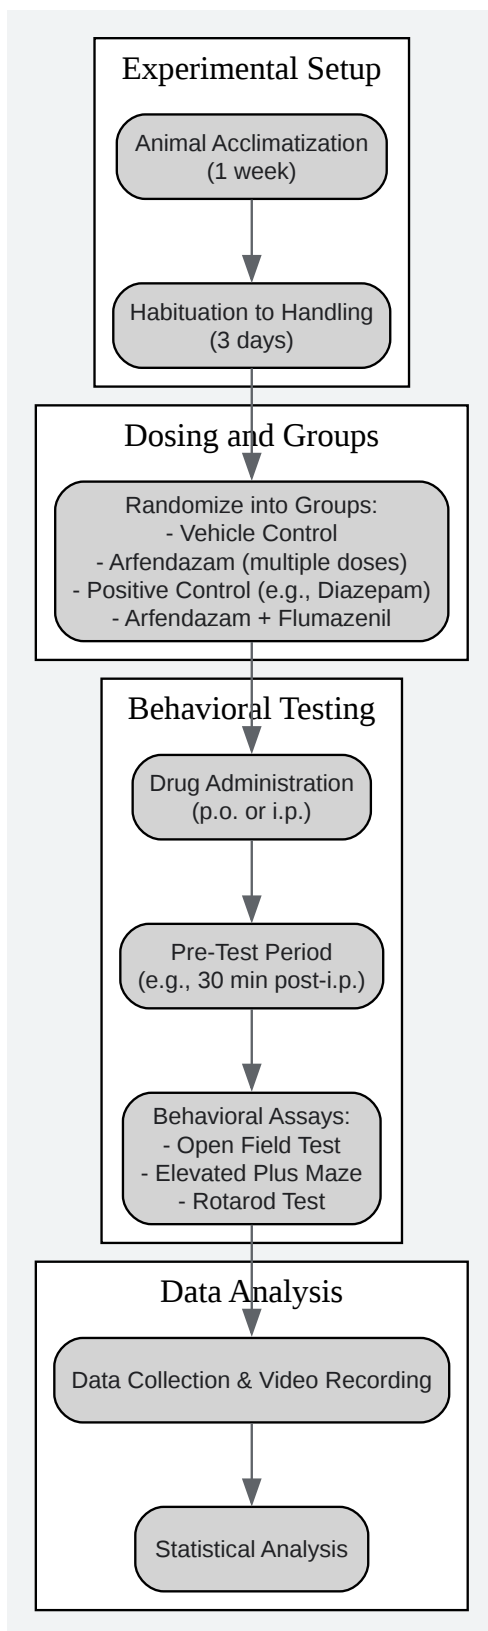 Experimental Setup
Animal Acclimatization
(1 week)
Habituation to Handling
(3 days)
Dosing and Groups
Randomize into Groups:
- Vehicle Control
- Arfendazam (multiple doses)
- Positive Control (e.g., Diazepam)
- Arfendazam + Flumazenil
Behavioral Testing
Drug Administration
(p.o. or i.p.)
Pre-Test Period
(e.g., 30 min post-i.p.)
Behavioral Assays:
- Open Field Test
- Elevated Plus Maze
- Rotarod Test
Data Analysis
Data Collection & Video Recording
Statistical Analysis